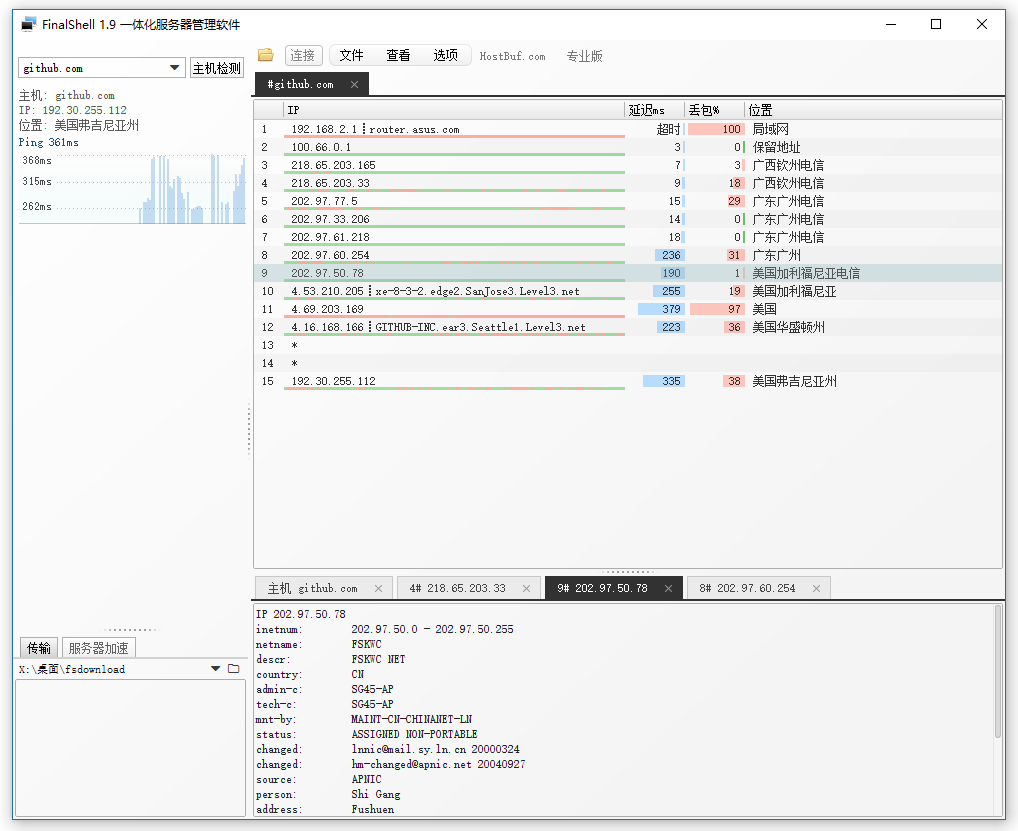 FinalShell 1.9 一体化服务器管理软件
github.com 主机检测
主机: github.com
IP: 192.30.255.112
位置: 美国弗吉尼亚州
Ping 361ms
368ms
315ms
262ms
连接 文件 查看 选项 HostBuf.com 专业版
#github.com
IP 延迟ms 丢包% 位置
1 192.168.2.1┋router.asus.com 超时 100 局域网
2 100.66.0.1 3 0 保留地址
3 218.65.203.165 7 3 广西钦州电信
4 218.65.203.33 9 18 广西钦州电信
5 202.97.77.5 15 29 广东广州电信
6 202.97.33.206 14 0 广东广州电信
7 202.97.61.218 18 0 广东广州电信
8 202.97.60.254 236 31 广东广州
9 202.97.50.78 190 1 美国加利福尼亚电信
10 4.53.210.205┋xe-8-3-2.edge2.SanJose3.Level3.net 255 19 美国加利福尼亚
11 4.69.203.169 379 97 美国
12 4.16.168.166┋GITHUB-INC.ear3.Seattle1.Level3.net 223 36 美国华盛顿州
13 *
14 *
15 192.30.255.112 335 38 美国弗吉尼亚州
主机 github.com 4# 218.65.203.33 9# 202.97.50.78 8# 202.97.60.254
IP 202.97.50.78
inetnum: 202.97.50.0 - 202.97.50.255
netname: FSKWC
descr: FSKWC NET
country: CN
admin-c: SG45-AP
tech-c: SG45-AP
mnt-by: MAINT-CN-CHINANET-LN
status: ASSIGNED NON-PORTABLE
changed: lnnic@mail.sy.ln.cn 20000324
changed: hm-changed@apnic.net 20040927
source: APNIC
person: Shi Gang
address: Fushuen
传输 服务器加速
X:\桌面\fsdownload